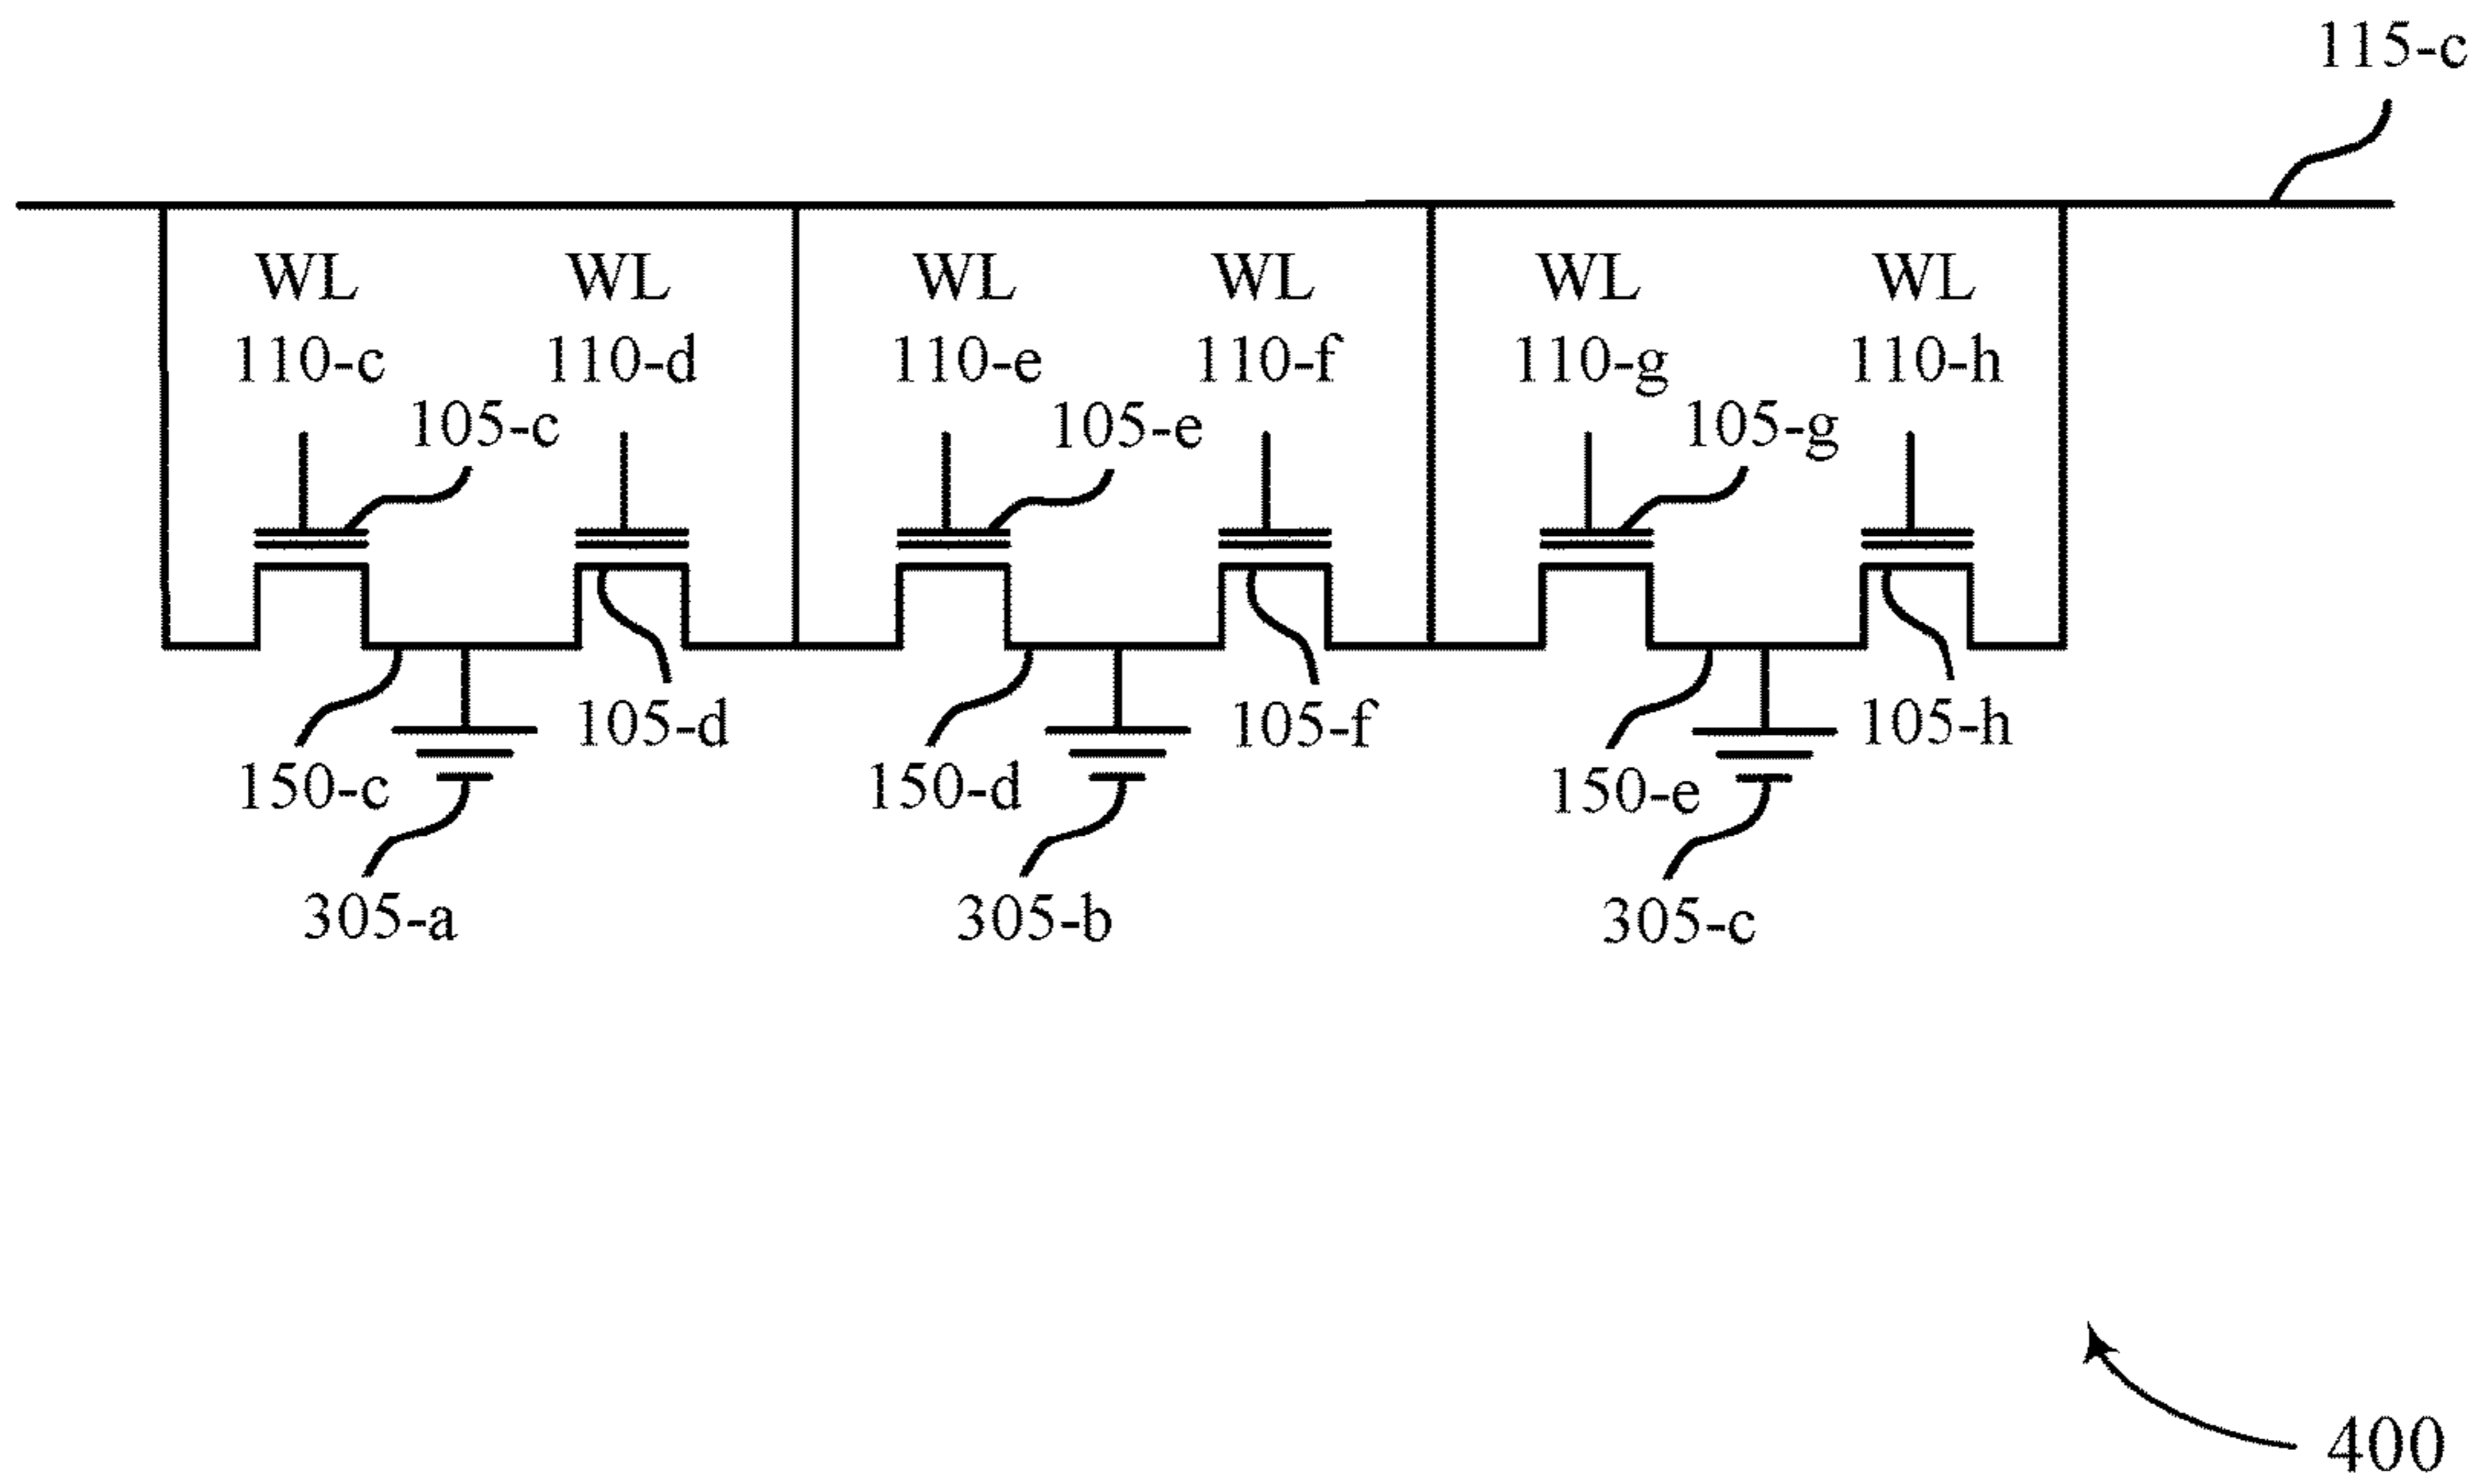 115-c
WL WL WL WL WL WL
110-c 110-d 110-e 110-f 110-g 110-h
105-c 105-e 105-g
105-d 105-f 105-h
150-c 150-d 150-e
305-a 305-b 305-c
400